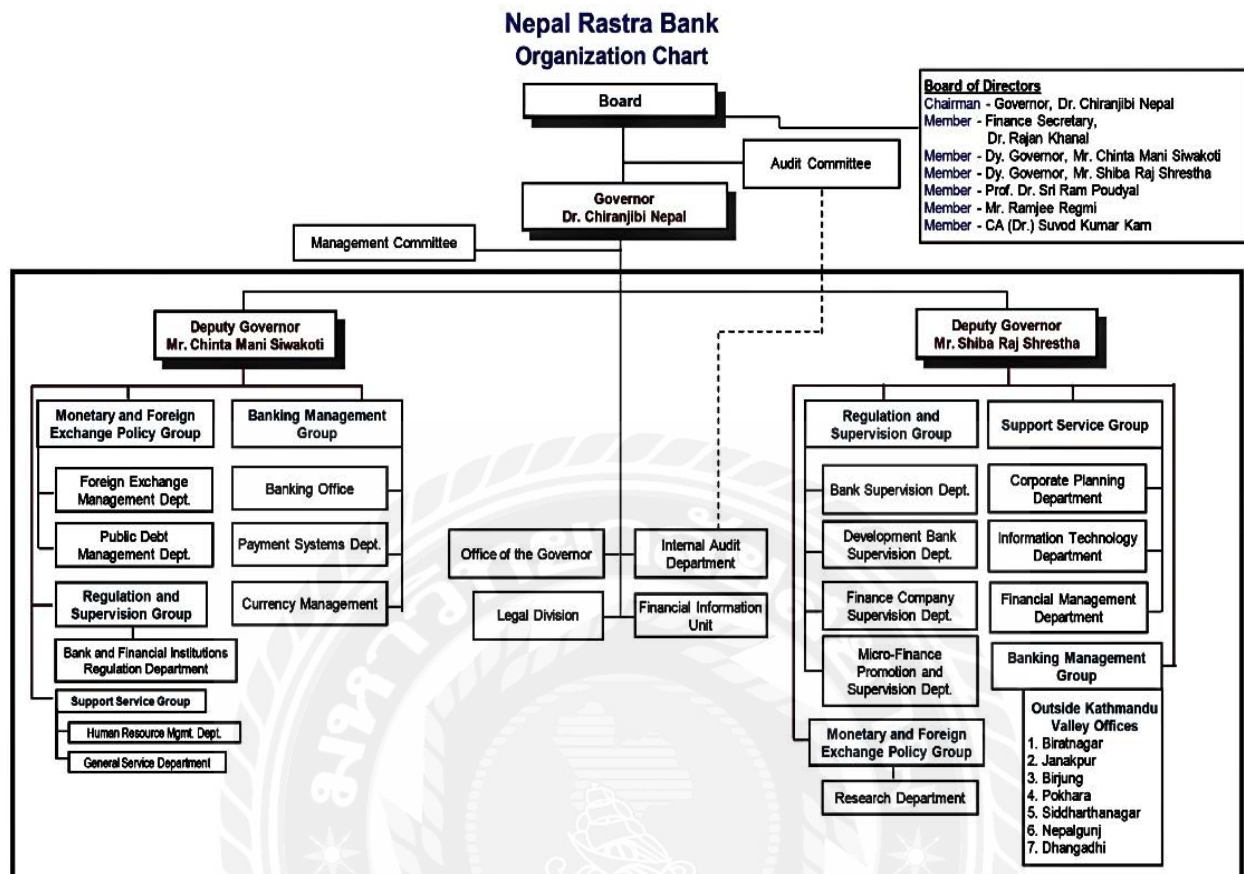 Nepal Rastra Bank
Organization Chart
Board
Board of Directors
Chairman - Governor, Dr. Chiranjibi Nepal
Member - Finance Secretary,
Dr. Rajan Khanal
Member - Dy. Governor, Mr. Chinta Mani Siwakoti
Member - Dy. Governor, Mr. Shiba Raj Shrestha
Member - Prof. Dr. Sri Ram Poudyal
Member - Mr. Ramjee Regmi
Member - CA (Dr.) Suvod Kumar Karn
Audit Committee
Governor
Dr. Chiranjibi Nepal
Management Committee
Deputy Governor
Mr. Chinta Mani Siwakoti
Monetary and Foreign
Exchange Policy Group
Foreign Exchange
Management Dept.
Public Debt
Management Dept.
Regulation and
Supervision Group
Bank and Financial Institutions
Regulation Department
Support Service Group
Human Resource Mgmt. Dept.
General Service Department
Banking Management
Group
Banking Office
Payment Systems Dept.
Currency Management
Office of the Governor
Internal Audit
Department
Legal Division
Financial Information
Unit
Deputy Governor
Mr. Shiba Raj Shrestha
Regulation and
Supervision Group
Bank Supervision Dept.
Development Bank
Supervision Dept.
Finance Company
Supervision Dept.
Micro-Finance
Promotion and
Supervision Dept.
Monetary and Foreign
Exchange Policy Group
Research Department
Support Service Group
Corporate Planning
Department
Information Technology
Department
Financial Management
Department
Banking Management
Group
Outside Kathmandu
Valley Offices
1. Biratnagar
2. Janakpur
3. Birjung
4. Pokhara
5. Siddharthanagar
6. Nepalgunj
7. Dhangadhi